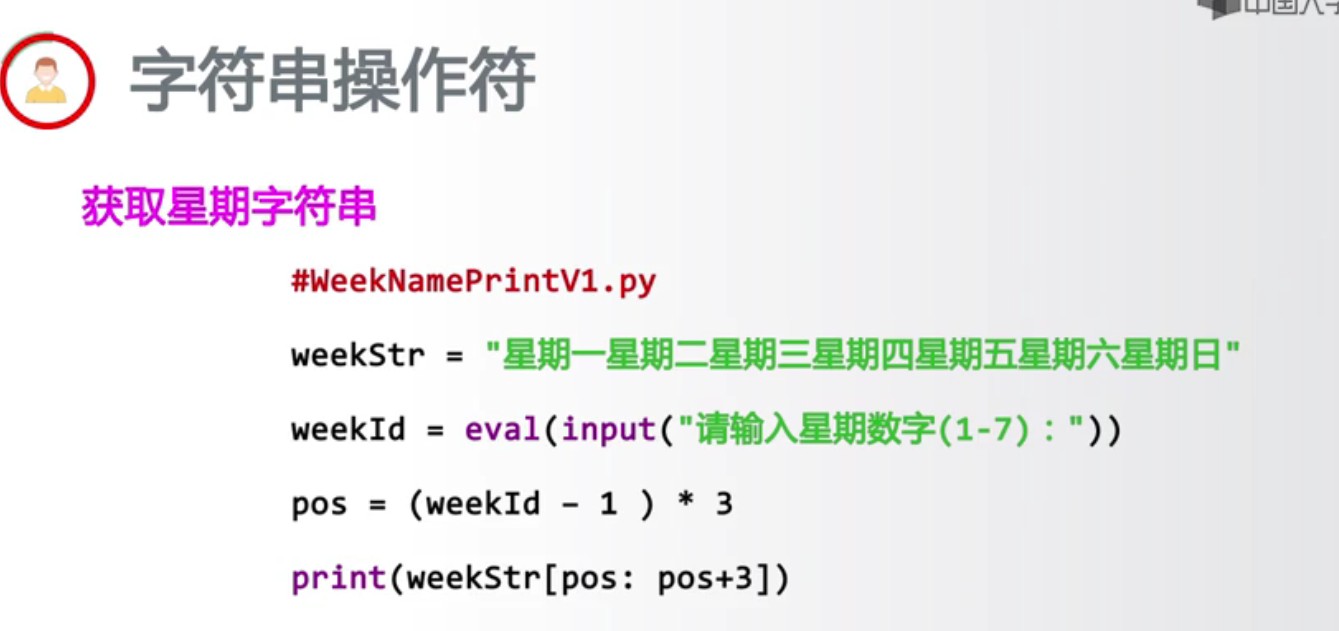 中国大学
字符串操作符
获取星期字符串
#WeekNamePrintV1.py
weekStr = "星期一星期二星期三星期四星期五星期六星期日"
weekId = eval(input("请输入星期数字(1-7)："))
pos = (weekId – 1 ) * 3
print(weekStr[pos: pos+3])